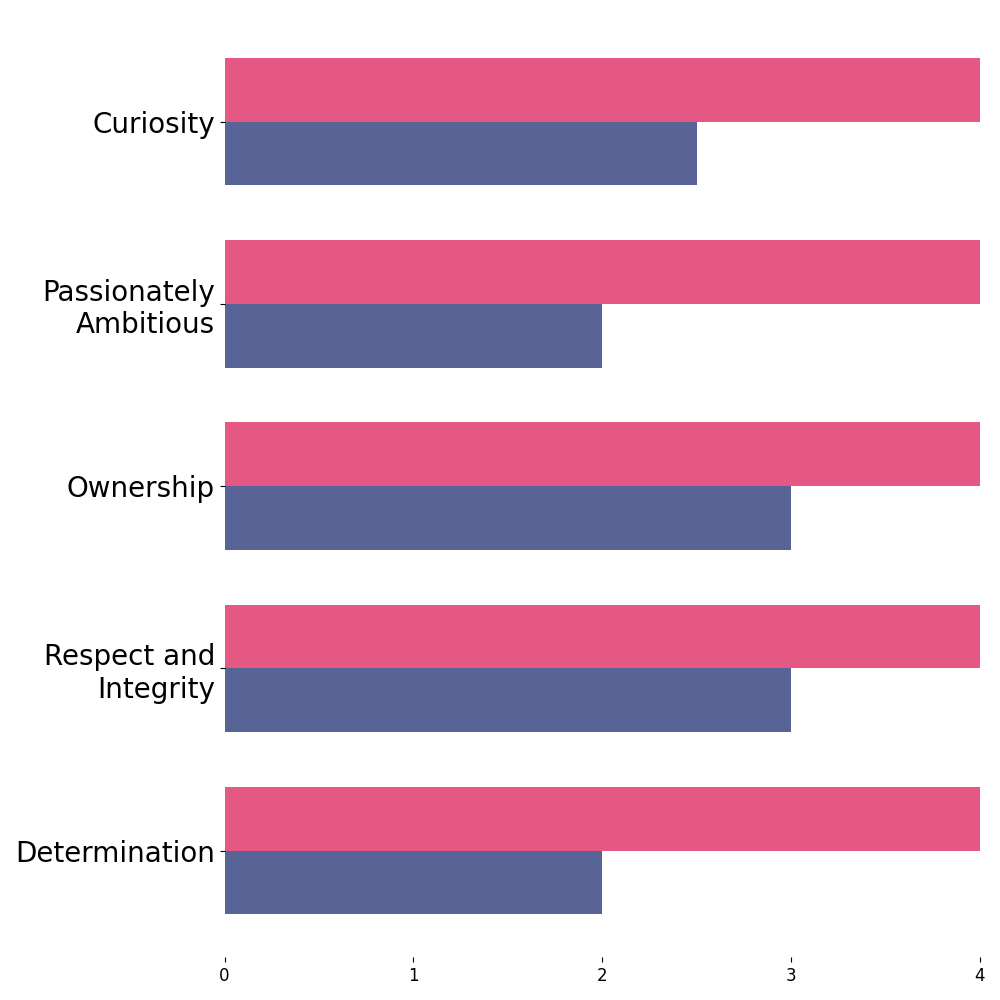 Curiosity
Passionately
Ambitious
Ownership
Respect and
Integrity
Determination
0 1 2 3 4